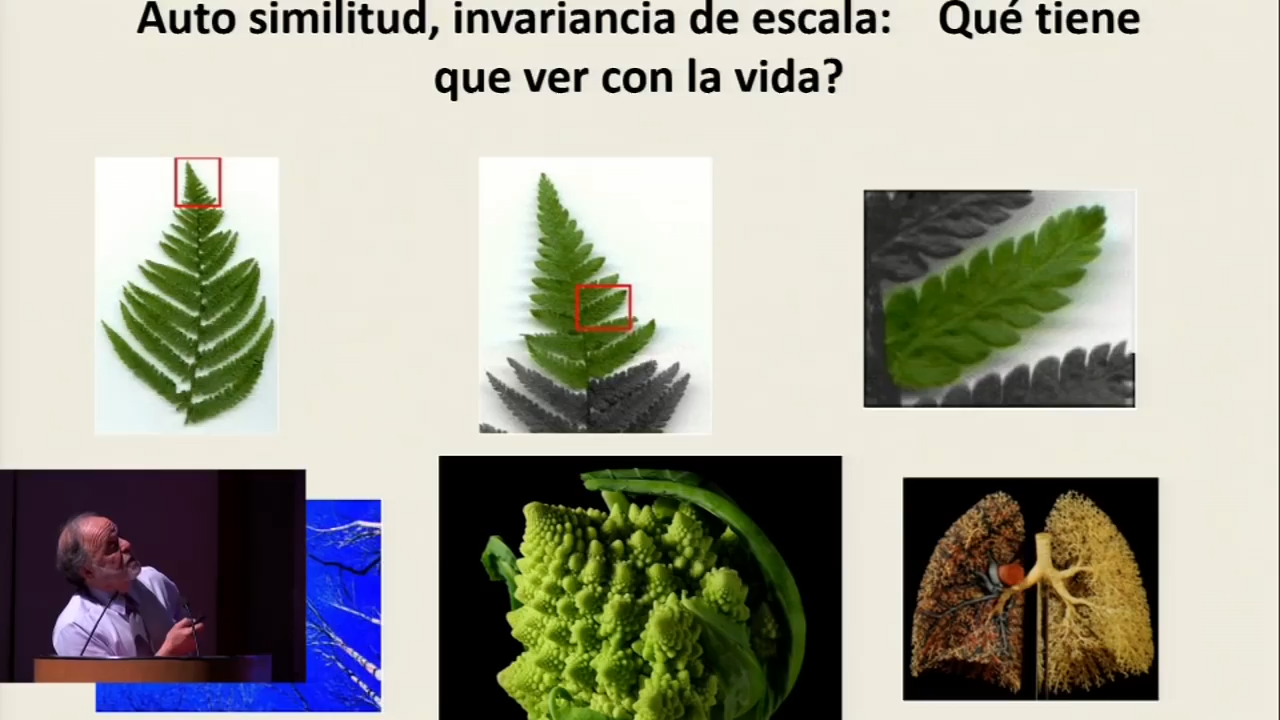 Auto similitud, invariancia de escala: Qué tiene
que ver con la vida?